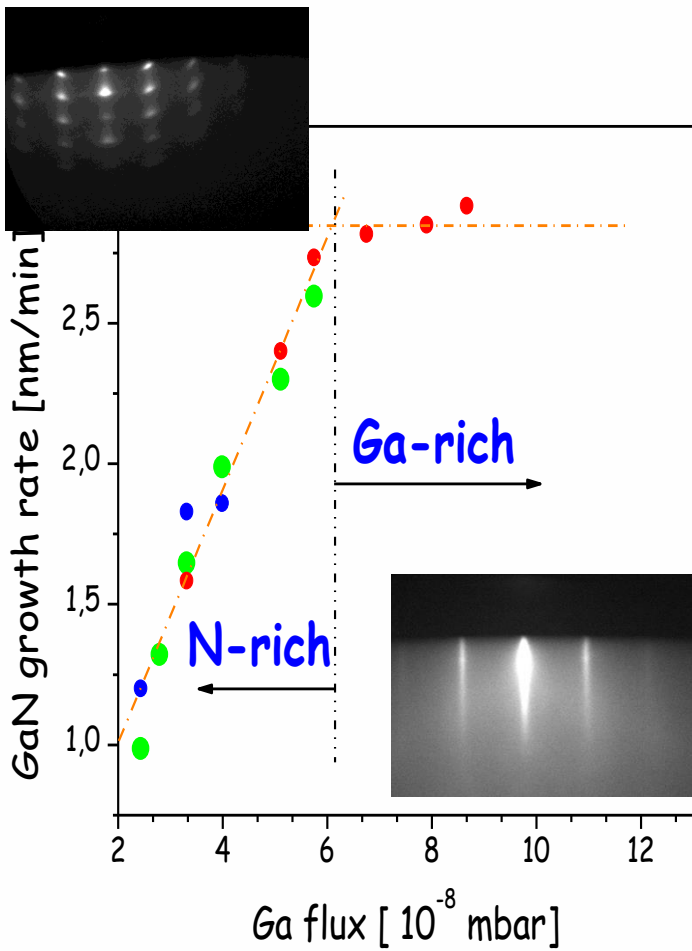 GaN growth rate [nm/min]
2,5
2,0
1,5
1,0
Ga-rich
N-rich
2 4 6 8 10 12
Ga flux [ 10-8 mbar]